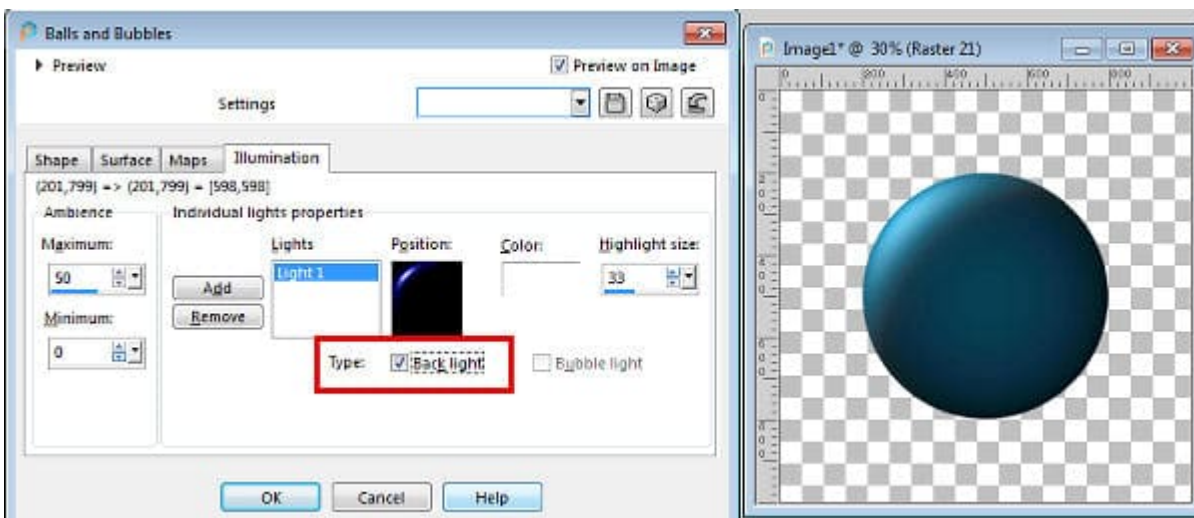 Balls and Bubbles
Preview
Preview on Image
Settings
Shape Surface Maps Illumination
(201,799) => (201,799) = [598,598]
Ambience
Individual lights properties
Maximum:
Lights
Position:
Color:
Highlight size:
50
Light 1
33
Add
Minimum:
Remove
0
Type:
Back light
Bubble light
OK
Cancel
Help
Image1* @ 30% (Raster 21)